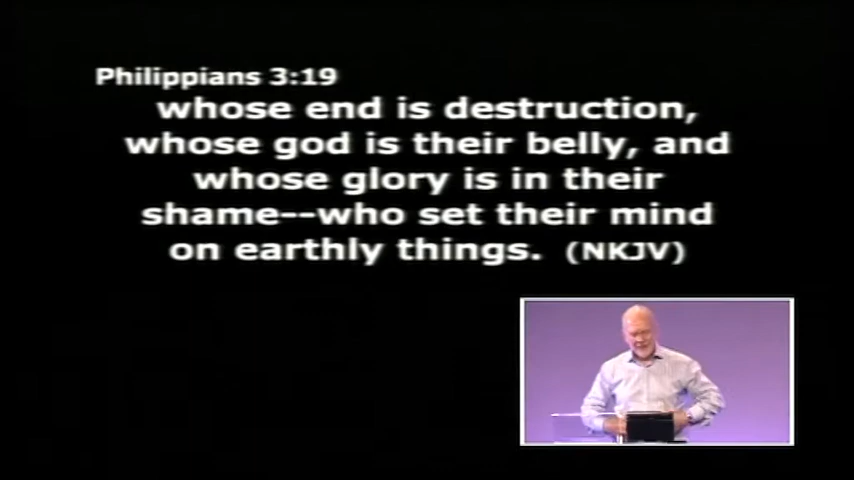 Philippians 3:19
whose end is destruction,
whose god is their belly, and
whose glory is in their
shame--who set their mind
on earthly things. (NKJV)